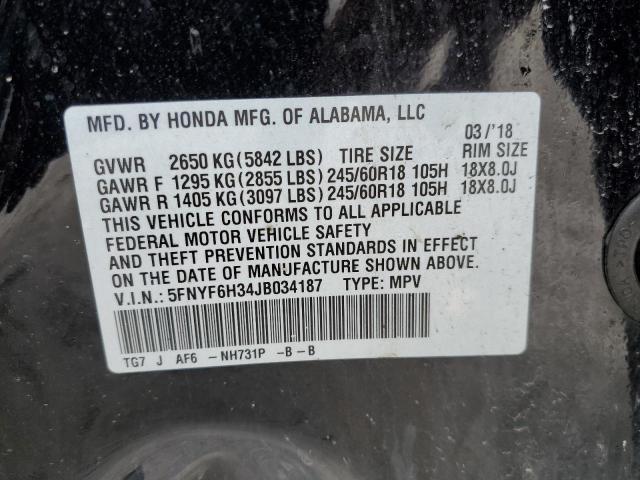 MFD. BY HONDA MFG. OF ALABAMA, LLC
03/'18
GVWR 2650 KG(5842 LBS) TIRE SIZE RIM SIZE
GAWR F 1295 KG(2855 LBS)245/60R18 105H 18X8.0J
GAWR R 1405 KG(3097 LBS)245/60R18 105H 18X8.0J
THIS VEHICLE CONFORMS TO ALL APPLICABLE
FEDERAL MOTOR VEHICLE SAFETY
AND THEFT PREVENTION STANDARDS IN EFFECT
ON THE DATE OF MANUFACTURE SHOWN ABOVE.
V.I.N.: 5FNYF6H34JB034187 TYPE: MPV
TG7 J AF6 -NH731P -B-B